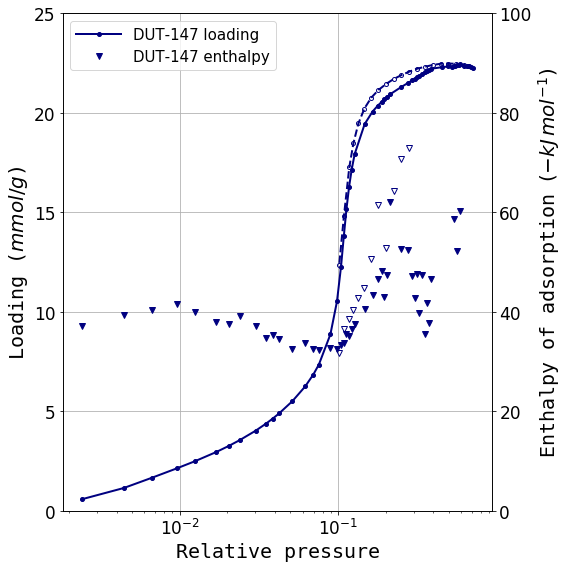 DUT-147 loading
DUT-147 enthalpy
25
20
15
10
5
0
100
80
60
40
20
0
10⁻²
10⁻¹
Loading (mmol/g)
Enthalpy of adsorption (−kJ mol⁻¹)
Relative pressure